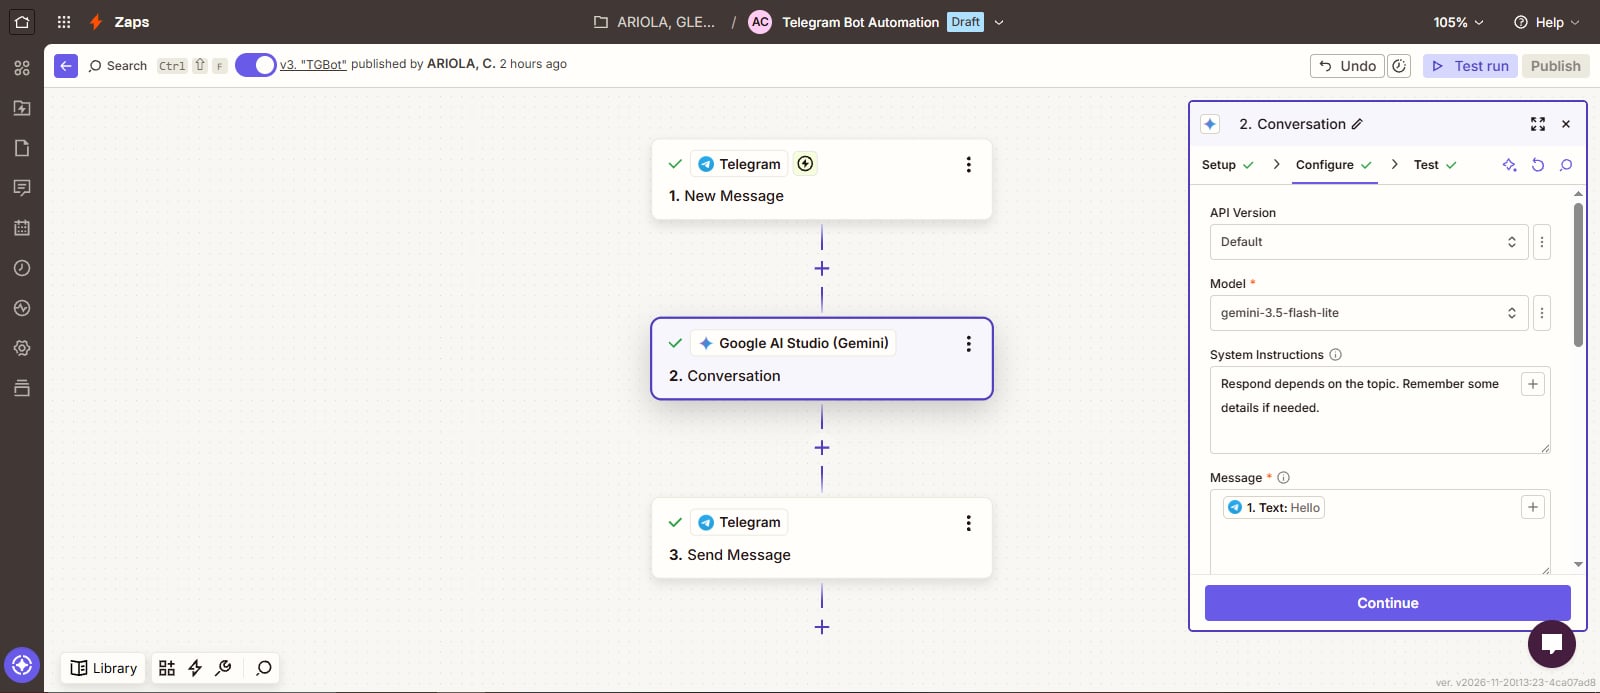 Zaps
ARIOLA, GLE... / AC Telegram Bot Automation Draft
105%
Help
Search Ctrl ⇧ F
v3. "TGBot" published by ARIOLA, C. 2 hours ago
Undo
Test run
Publish
Telegram
1. New Message
Google AI Studio (Gemini)
2. Conversation
Telegram
3. Send Message
2. Conversation
Setup
Configure
Test
API Version
Default
Model *
gemini-3.5-flash-lite
System Instructions
Respond depends on the topic. Remember some
details if needed.
Message *
1. Text: Hello
Continue
Library
ver. v2026-11-20t13:23-4ca07ad8